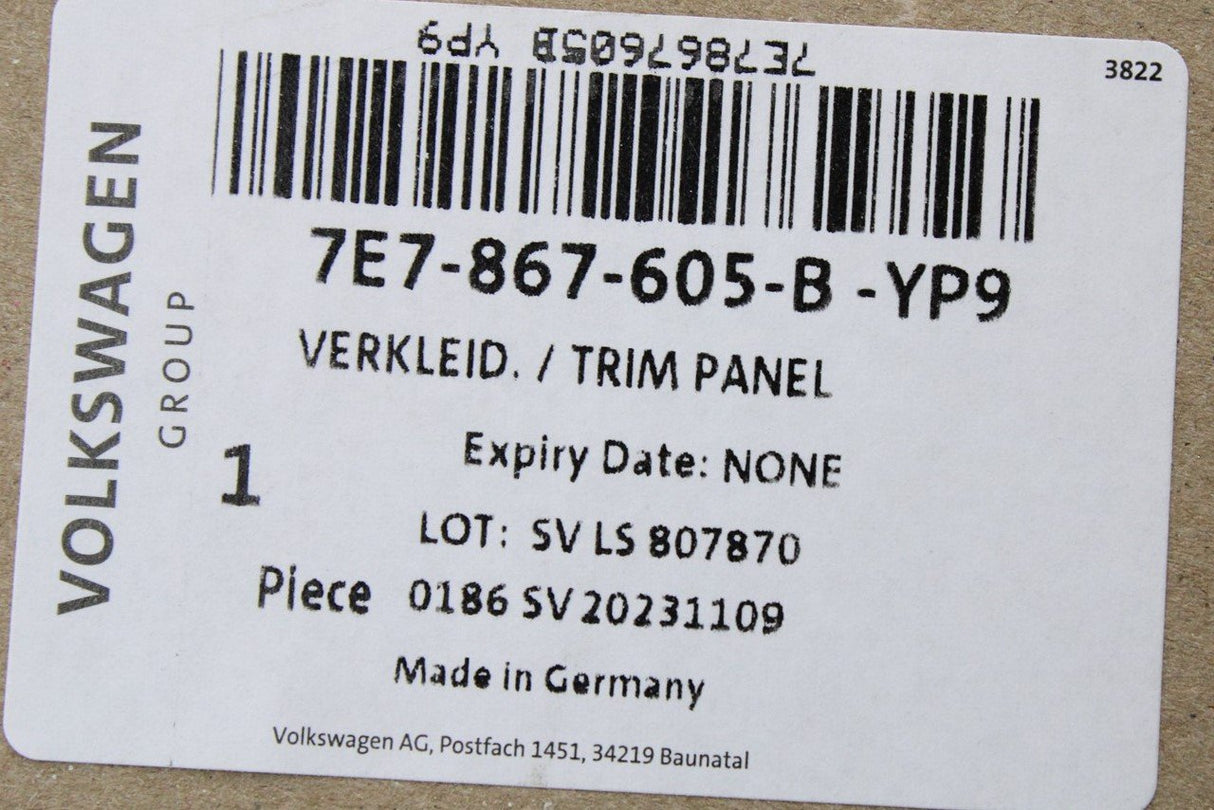 7E7867605B YP9
3822
VOLKSWAGEN
GROUP
7E7-867-605-B -YP9
VERKLEID. / TRIM PANEL
Expiry Date: NONE
1
LOT: SV LS 807870
Piece 0186 SV 20231109
Made in Germany
Volkswagen AG, Postfach 1451, 34219 Baunatal